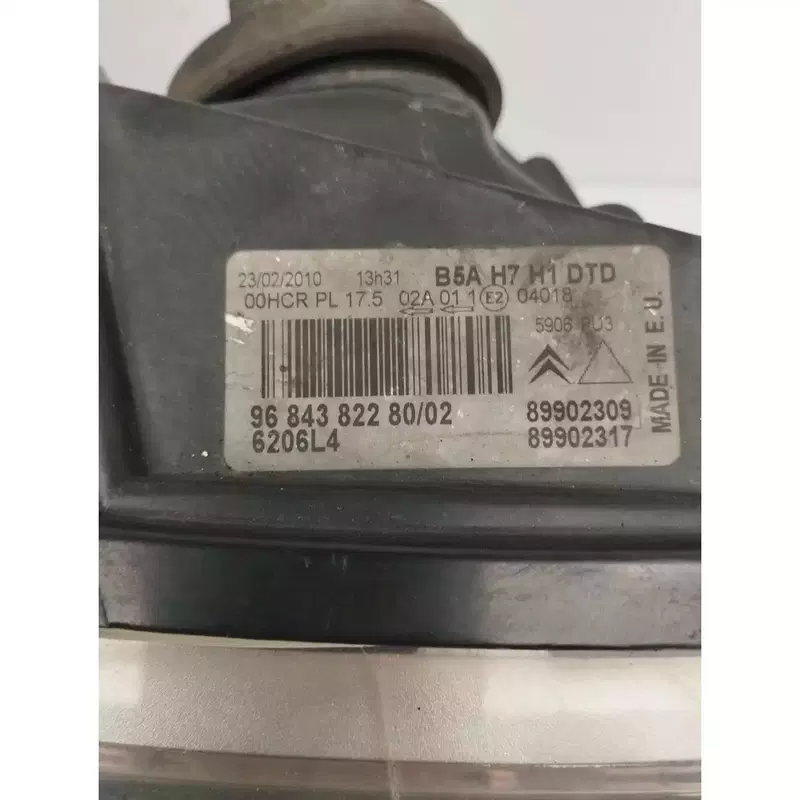 23/02/2010 13h31 B5A H7 H1 DTD
00HCR PL 17.5 02A 01 1 E2 04018
5906 PU3
96 843 822 80/02 89902309
6206L4 89902317
MADE IN E.U.